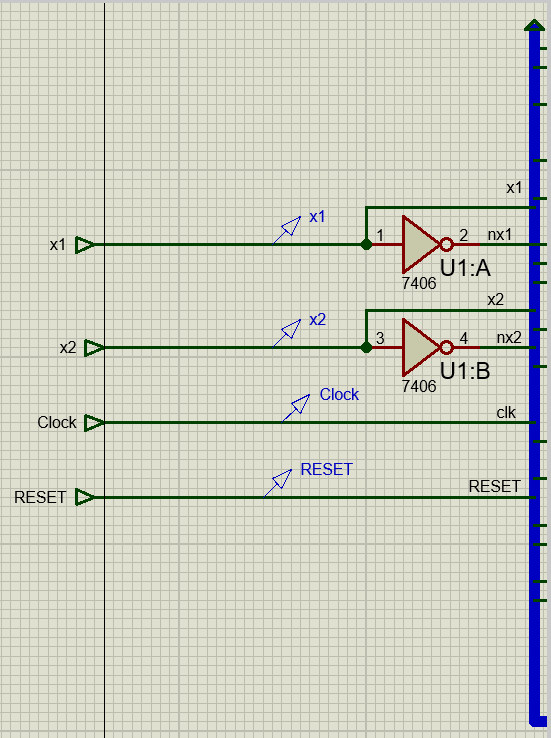 x1
x1
x1
1
2
nx1
U1:A
7406
x2
x2
x2
3
4
nx2
U1:B
7406
Clock
Clock
clk
RESET
RESET
RESET